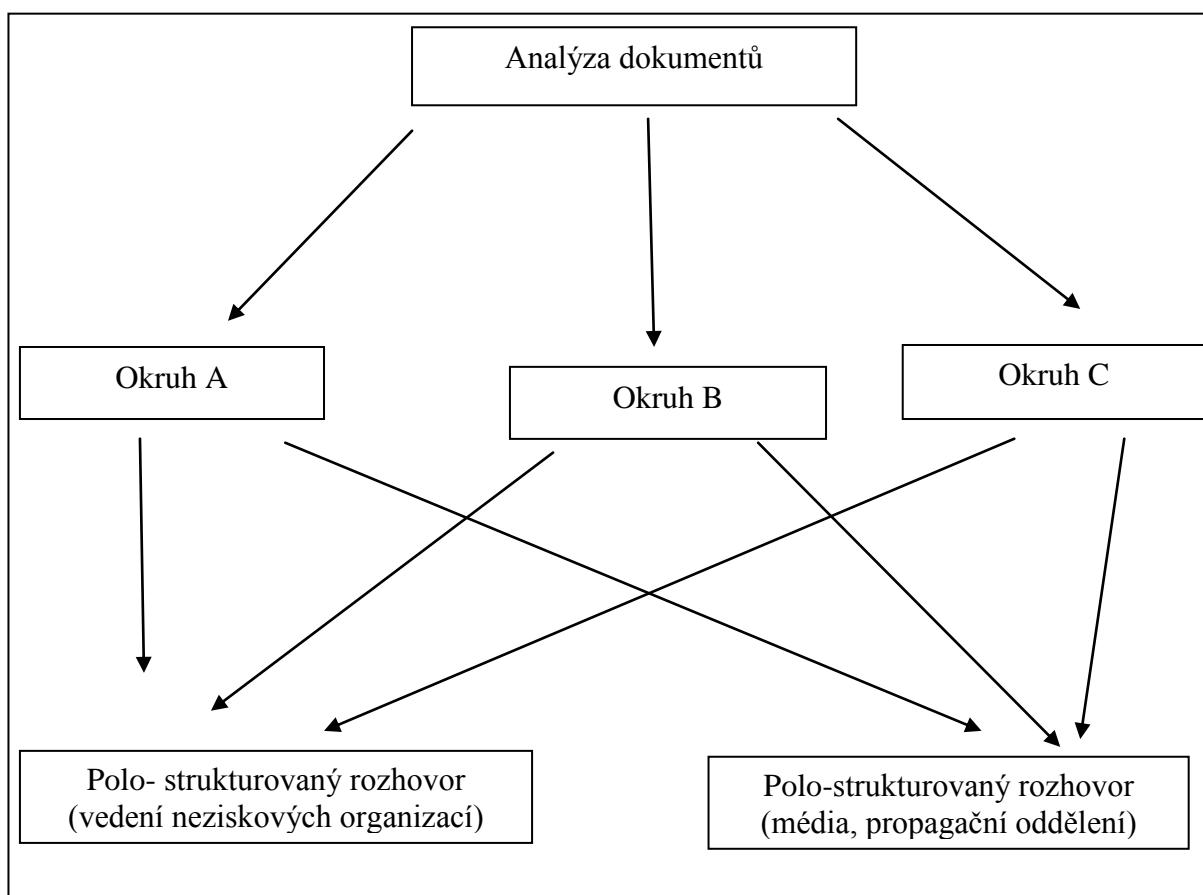 Analýza dokumentů
Okruh A
Okruh B
Okruh C
Polo- strukturovaný rozhovor
(vedení neziskových organizací)
Polo-strukturovaný rozhovor
(média, propagační oddělení)